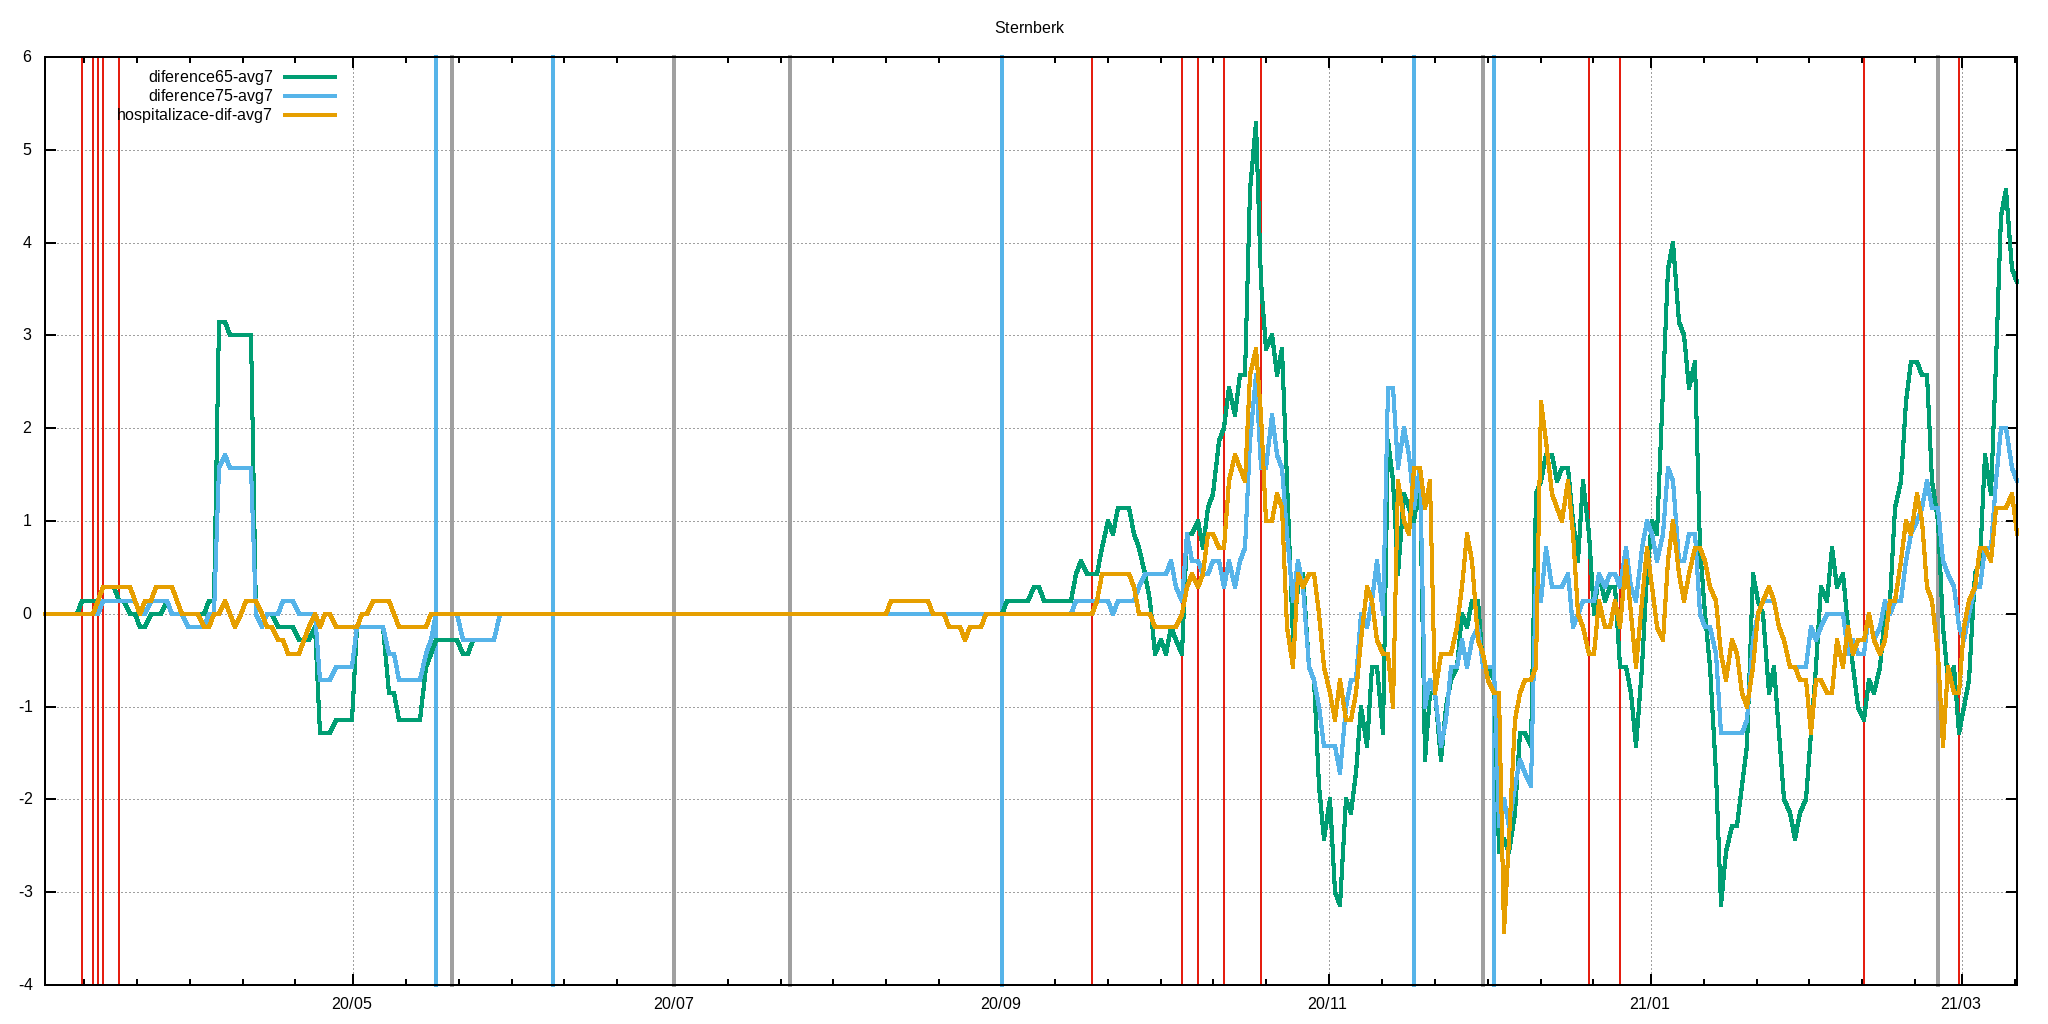 Sternberk
diference65-avg7
diference75-avg7
hospitalizace-dif-avg7
6
5
4
3
2
1
0
-1
-2
-3
-4
20/05 20/07 20/09 20/11 21/01 21/03